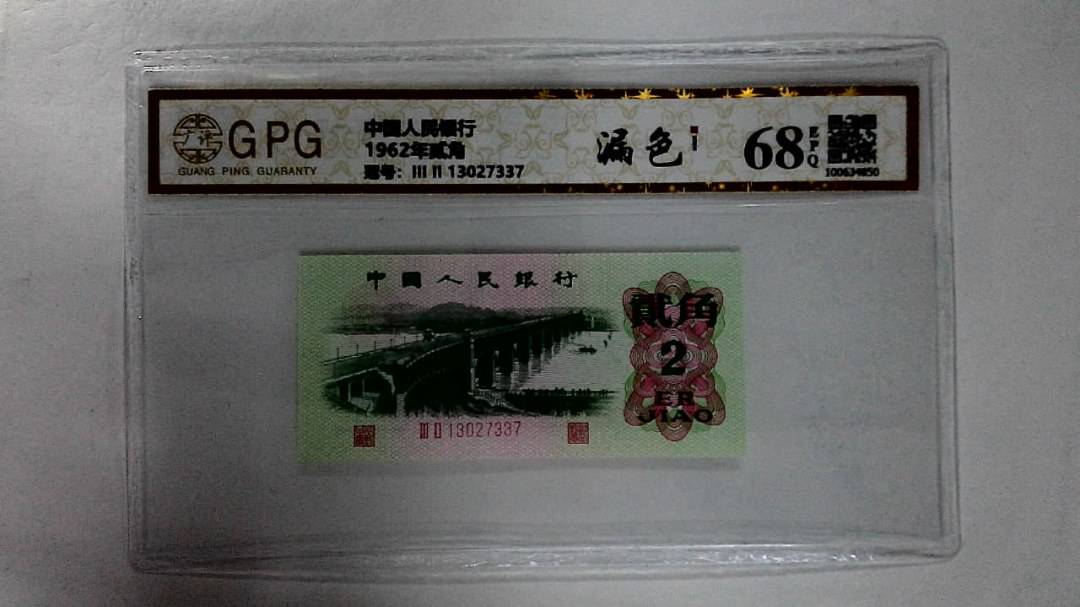 GPG
GUANG PING GUARANTY
中國人民銀行
1962年贰角
冠号: III II 13027337
漏色
68 EPQ
100634850
中國人民銀行
貳角
2
ER
JIAO
III II 13027337